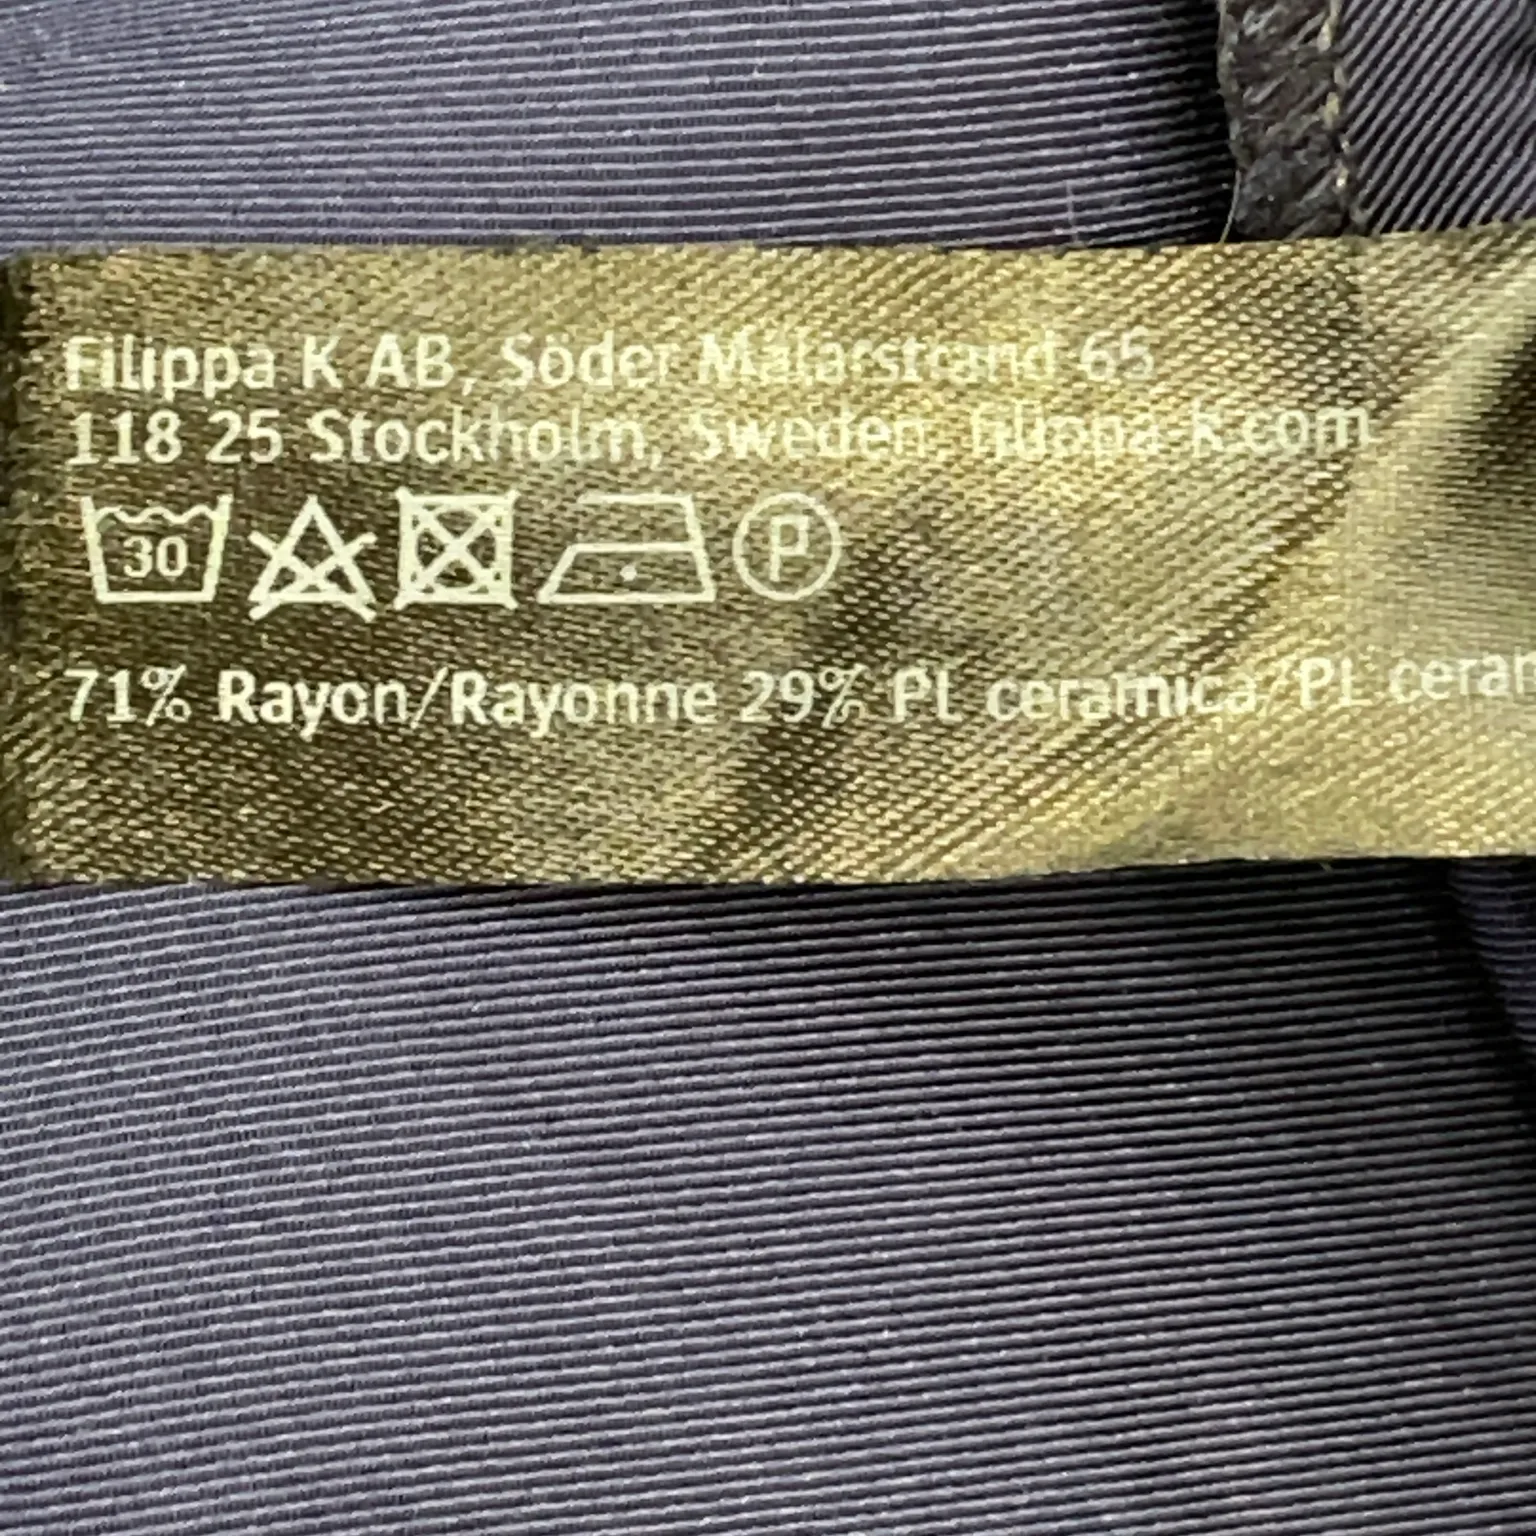 Filippa K AB, Söder Mälarstrand 65
118 25 Stockholm, Sweden, filippa-k.com
30 P
71% Rayon/Rayonne 29% PL ceramica/PL ceram